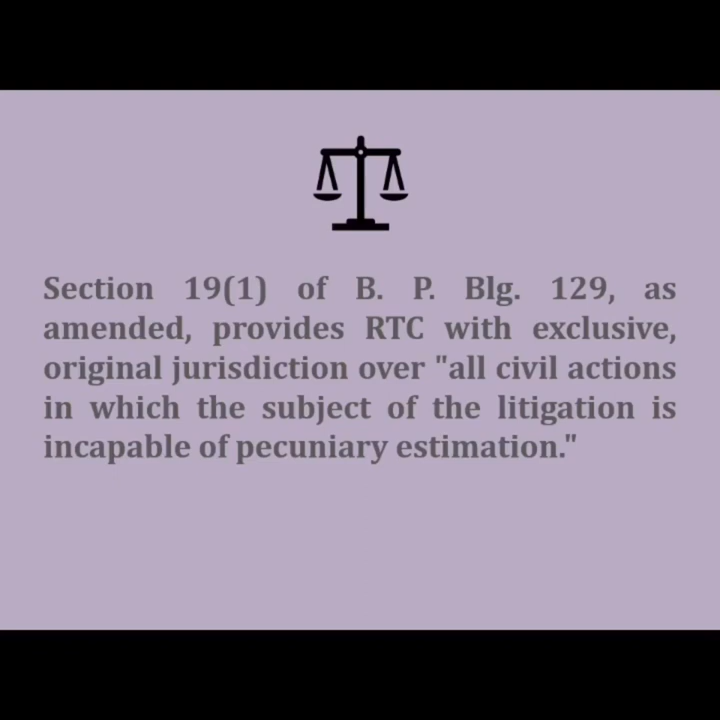 Section 19(1) of B. P. Blg. 129, as
amended, provides RTC with exclusive,
original jurisdiction over "all civil actions
in which the subject of the litigation is
incapable of pecuniary estimation."